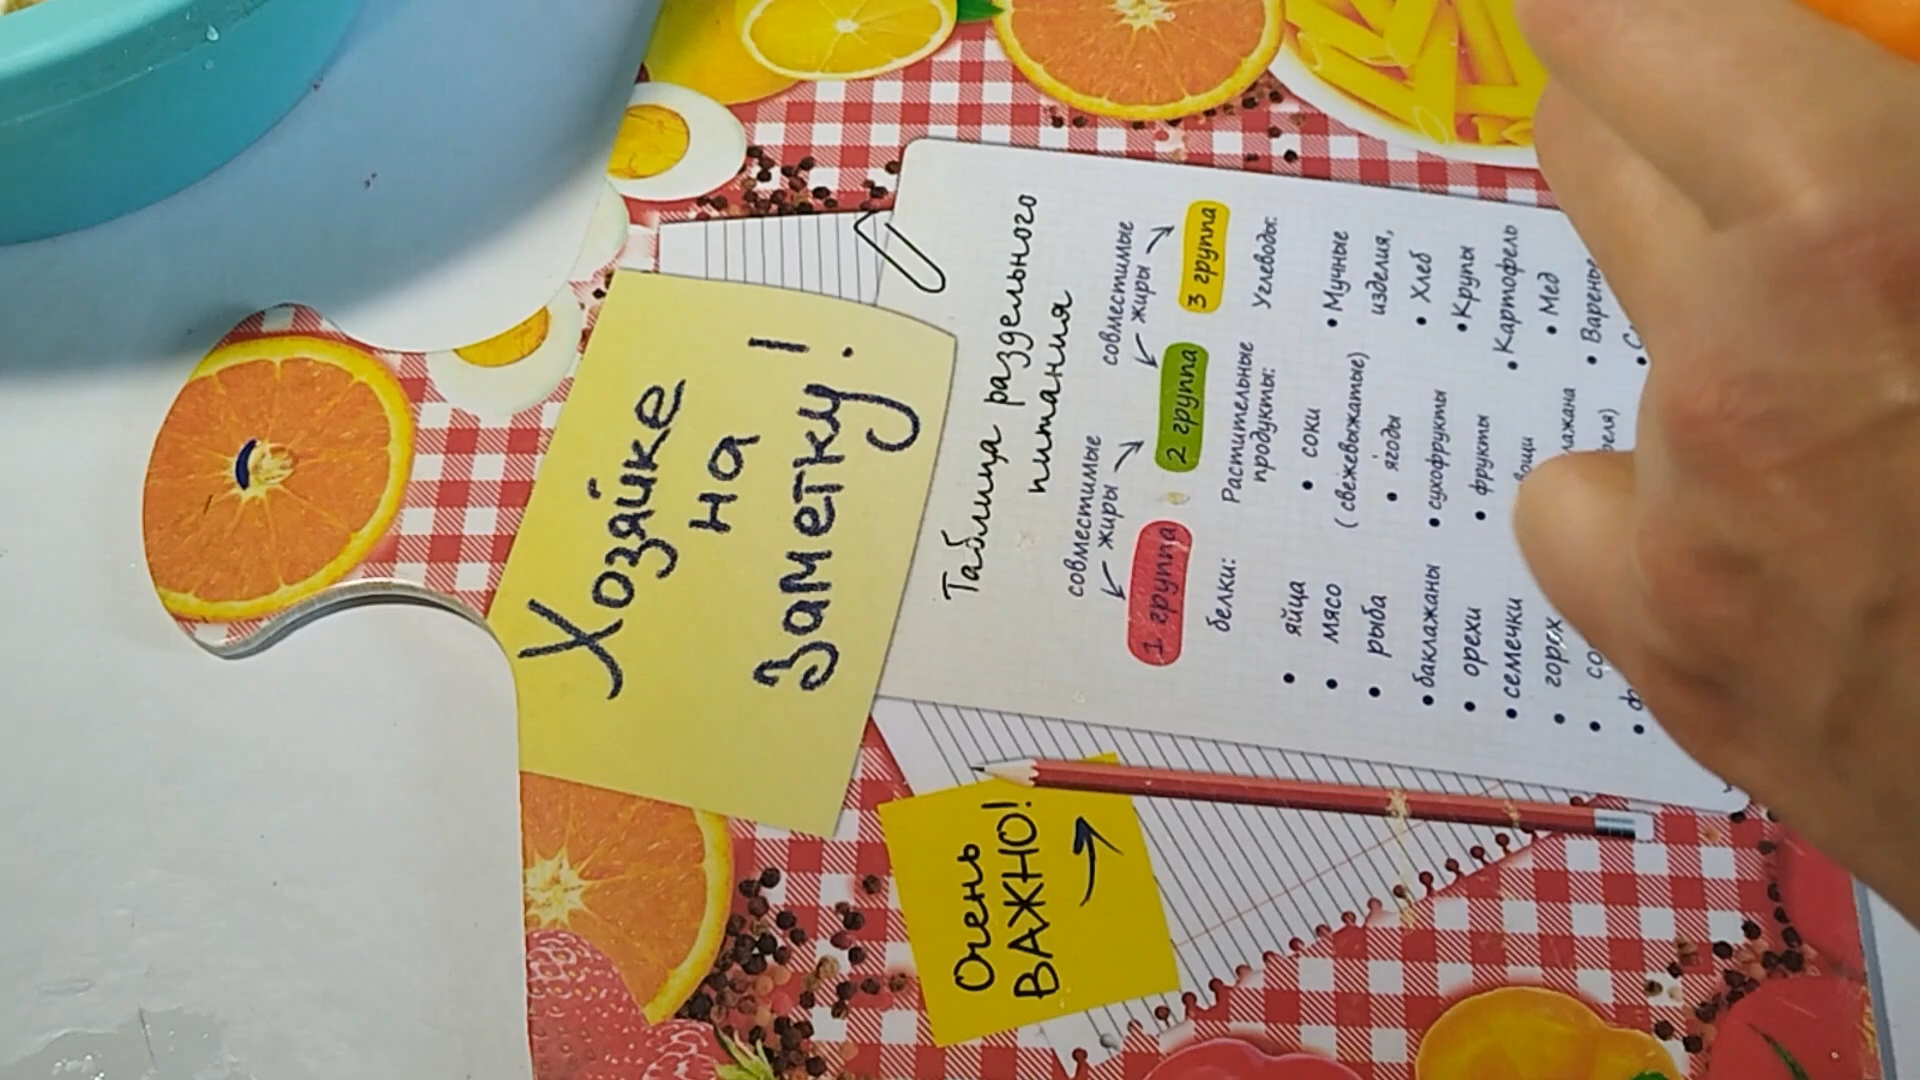 Хозяйке
на
заметку!
Таблица раздельного
питания
совместимые
жиры
совместимые
жиры
1 группа
белки:
• яйца
• мясо
• рыба
• баклажаны
• орехи
• семечки
2 группа
Растительные
продукты:
• соки
(свежевыжатые)
• ягоды
• сухофрукты
• фрукты
3 группа
Углеводы:
• Мучные
изделия,
• Хлеб
• Крупы
• Картофель
• Мед
• Варенье
Очень
ВАЖНО!